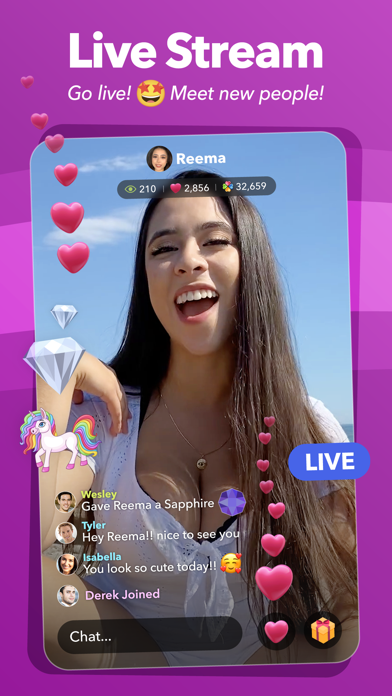 Live Stream
Go live! 🤩 Meet new people!
Reema
210 2,856 32,659
LIVE
Wesley
Gave Reema a Sapphire
Tyler
Hey Reema!! nice to see you
Isabella
You look so cute today!! 🥰
Derek Joined
Chat...